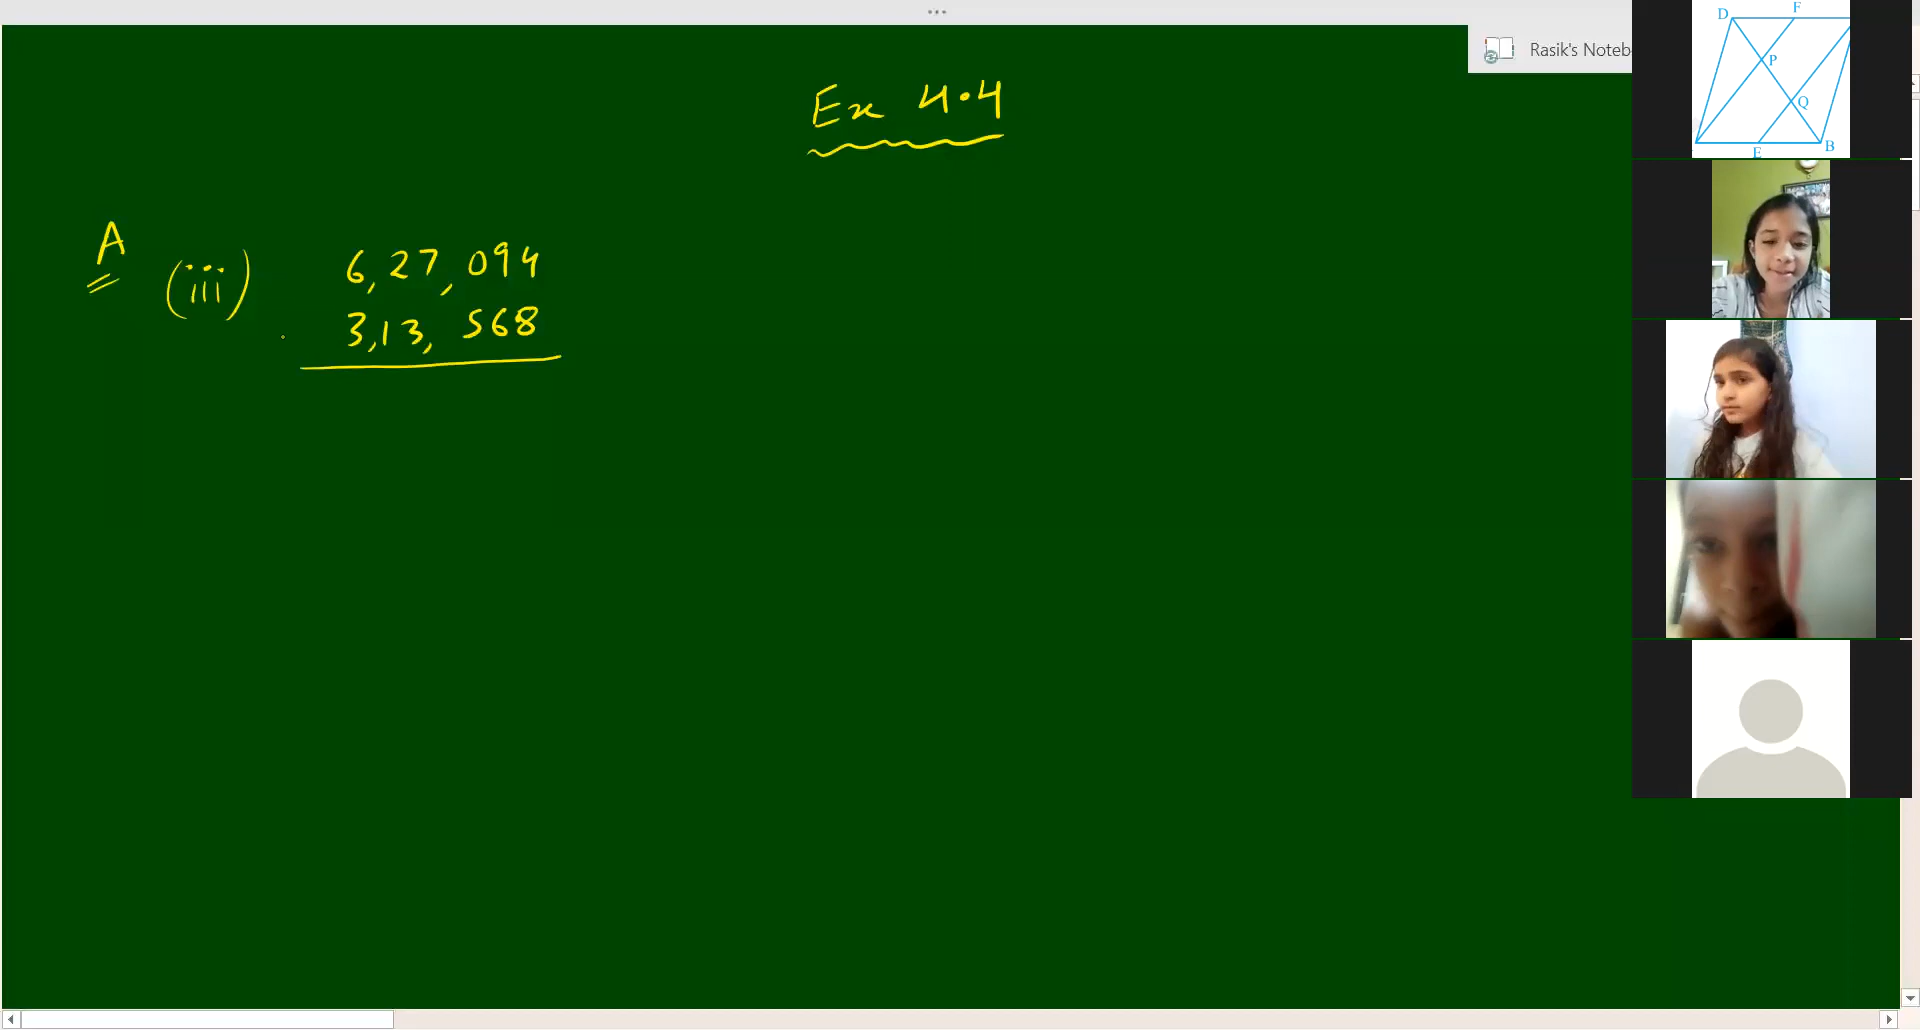 Rasik's Noteb
Ex 4.4
A
(iii) 6,27,094
3,13,568
D F
P
Q
E B